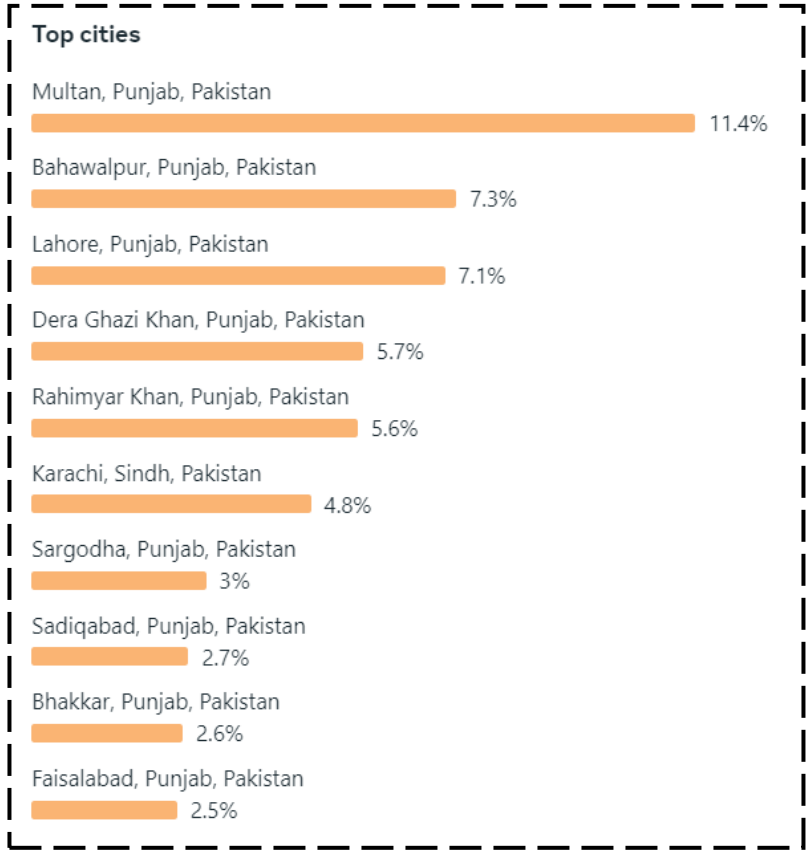 Top cities
Multan, Punjab, Pakistan
11.4%
Bahawalpur, Punjab, Pakistan
7.3%
Lahore, Punjab, Pakistan
7.1%
Dera Ghazi Khan, Punjab, Pakistan
5.7%
Rahimyar Khan, Punjab, Pakistan
5.6%
Karachi, Sindh, Pakistan
4.8%
Sargodha, Punjab, Pakistan
3%
Sadiqabad, Punjab, Pakistan
2.7%
Bhakkar, Punjab, Pakistan
2.6%
Faisalabad, Punjab, Pakistan
2.5%